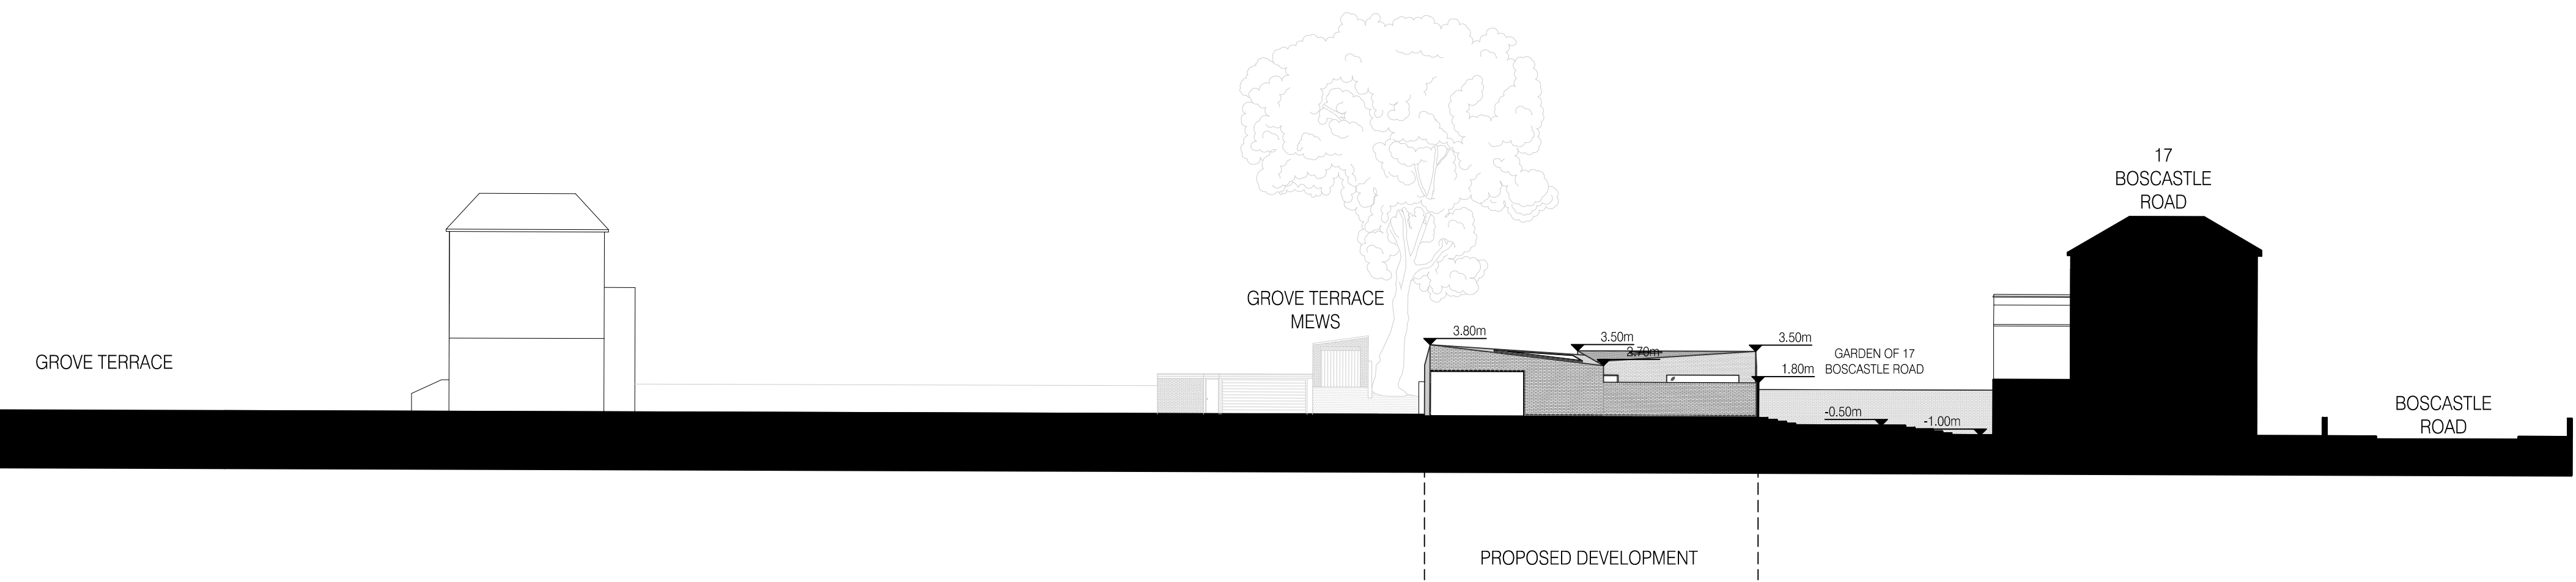 17
BOSCASTLE
ROAD
GROVE TERRACE
MEWS
3.80m
3.50m
3.50m
2.70m
GROVE TERRACE
GARDEN OF 17
BOSCASTLE ROAD
1.80m
-0.50m
-1.00m
BOSCASTLE
ROAD
PROPOSED DEVELOPMENT